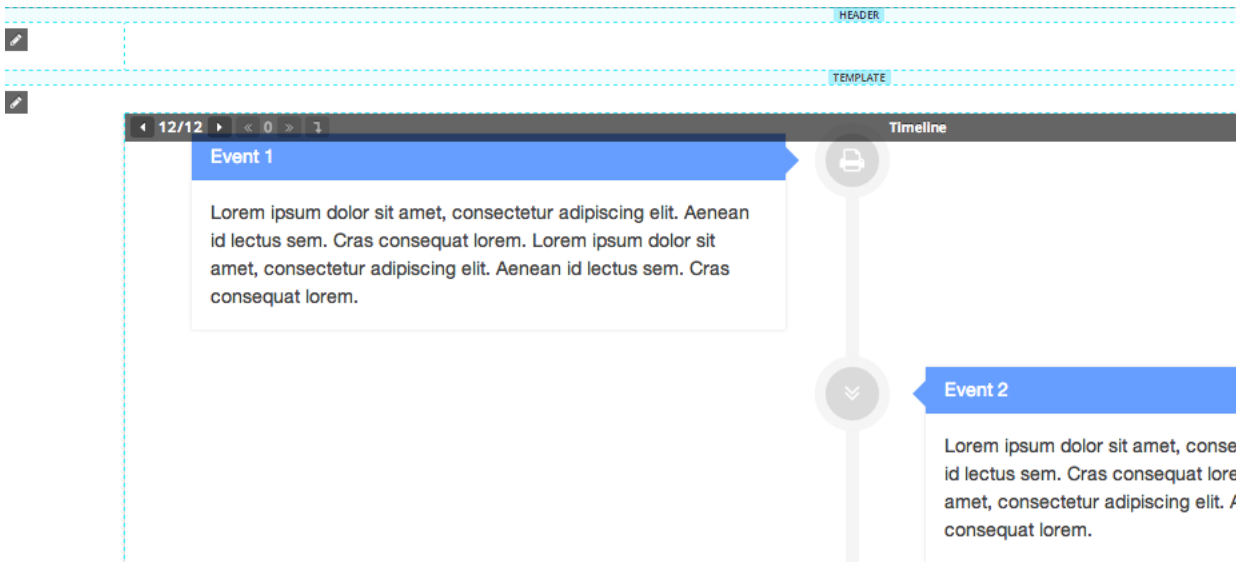 HEADER
TEMPLATE
12/12 « 0 » Timeline
Event 1
Lorem ipsum dolor sit amet, consectetur adipiscing elit. Aenean
id lectus sem. Cras consequat lorem. Lorem ipsum dolor sit
amet, consectetur adipiscing elit. Aenean id lectus sem. Cras
consequat lorem.
Event 2
Lorem ipsum dolor sit amet, conse
id lectus sem. Cras consequat lore
amet, consectetur adipiscing elit. A
consequat lorem.